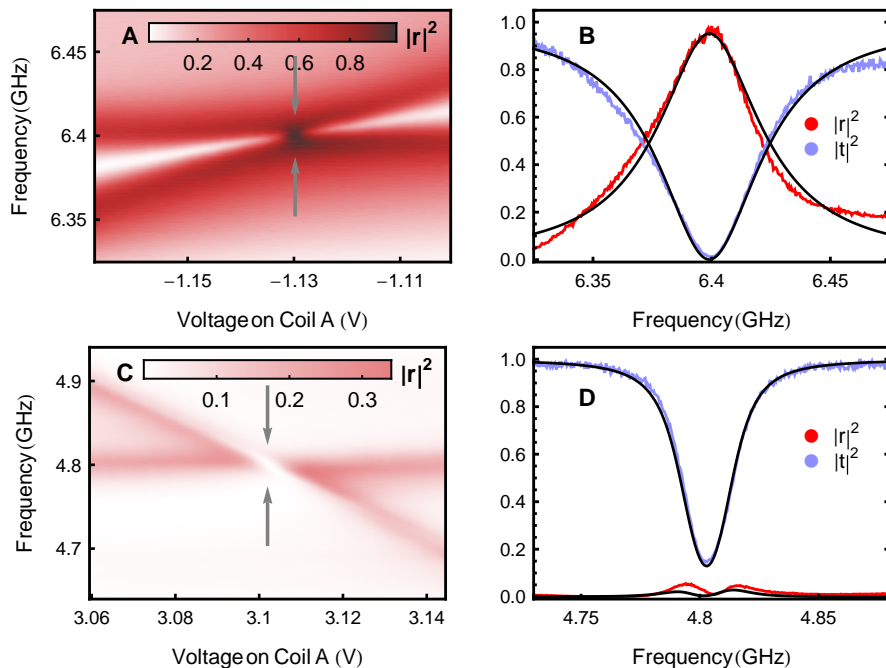 A
|r|²
0.2 0.4 0.6 0.8
6.45
6.4
6.35
Frequency (GHz)
−1.15 −1.13 −1.11
Voltage on Coil A (V)
B
1.0
0.8
0.6
0.4
0.2
0.0
|r|²
|t|²
6.35 6.4 6.45
Frequency (GHz)
C
|r|²
0.1 0.2 0.3
4.9
4.8
4.7
Frequency (GHz)
3.06 3.08 3.1 3.12 3.14
Voltage on Coil A (V)
D
1.0
0.8
0.6
0.4
0.2
0.0
|r|²
|t|²
4.75 4.8 4.85
Frequency (GHz)